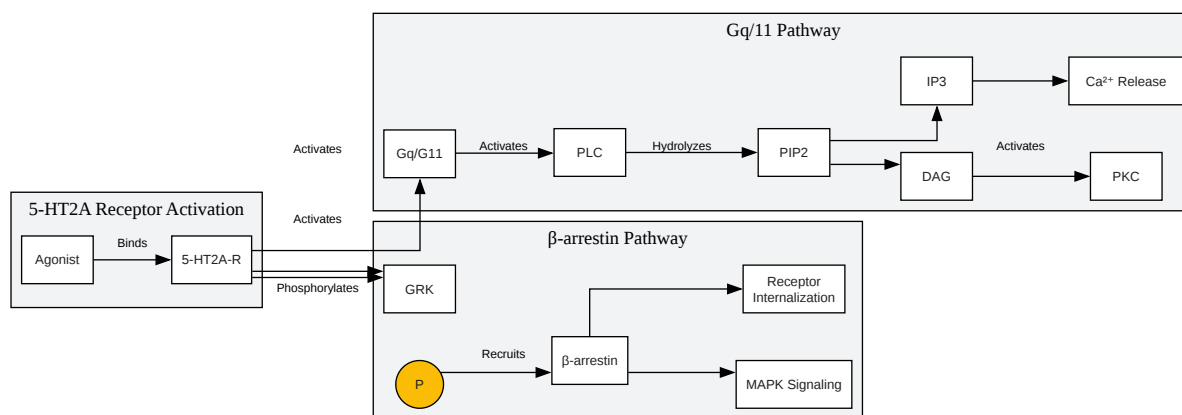 Gq/11 Pathway
IP3
Ca²⁺ Release
Activates
Gq/G11
Activates
PLC
Hydrolyzes
PIP2
Activates
DAG
PKC
5-HT2A Receptor Activation
Activates
Agonist
Binds
5-HT2A-R
Phosphorylates
β-arrestin Pathway
GRK
Receptor
Internalization
P
Recruits
β-arrestin
MAPK Signaling